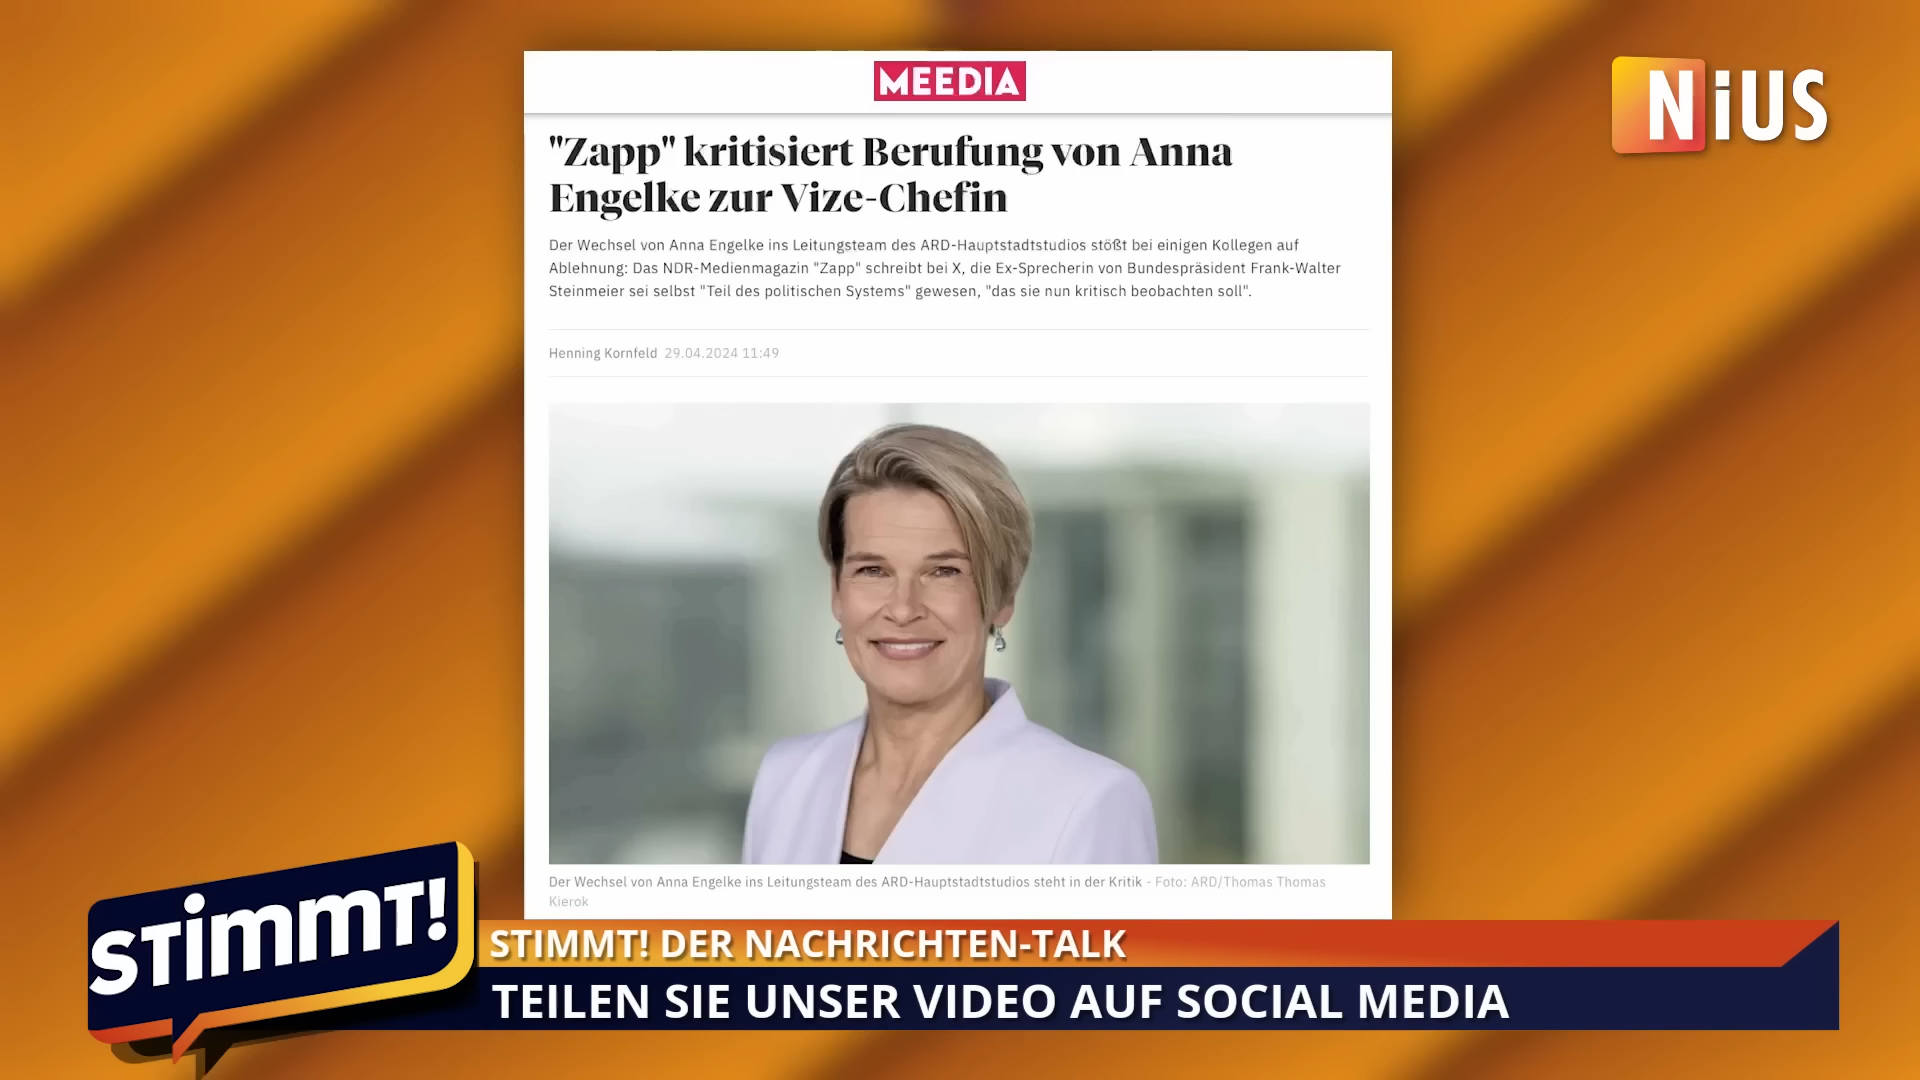 MEEDIA
NiUS
"Zapp" kritisiert Berufung von Anna
Engelke zur Vize-Chefin
Der Wechsel von Anna Engelke ins Leitungsteam des ARD-Hauptstadtstudios stößt bei einigen Kollegen auf
Ablehnung: Das NDR-Medienmagazin "Zapp" schreibt bei X, die Ex-Sprecherin von Bundespräsident Frank-Walter
Steinmeier sei selbst "Teil des politischen Systems" gewesen, "das sie nun kritisch beobachten soll".
Henning Kornfeld 29.04.2024 11:49
Der Wechsel von Anna Engelke ins Leitungsteam des ARD-Hauptstadtstudios steht in der Kritik - Foto: ARD/Thomas Thomas
Kierok
STimmT!
STIMMT! DER NACHRICHTEN-TALK
TEILEN SIE UNSER VIDEO AUF SOCIAL MEDIA